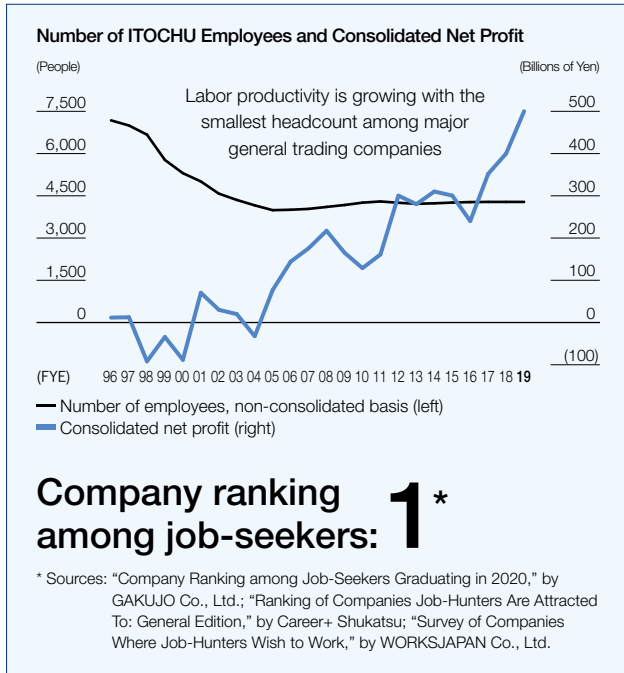 Number of ITOCHU Employees and Consolidated Net Profit
(People)
(Billions of Yen)
Labor productivity is growing with the
smallest headcount among major
general trading companies
7,500
6,000
4,500
3,000
1,500
0
500
400
300
200
100
0
(100)
(FYE) 96 97 98 99 00 01 02 03 04 05 06 07 08 09 10 11 12 13 14 15 16 17 18 19
Number of employees, non-consolidated basis (left)
Consolidated net profit (right)
Company ranking
among job-seekers: 1*
* Sources: “Company Ranking among Job-Seekers Graduating in 2020,” by
GAKUJO Co., Ltd.; “Ranking of Companies Job-Hunters Are Attracted
To: General Edition,” by Career+ Shukatsu; “Survey of Companies
Where Job-Hunters Wish to Work,” by WORKSJAPAN Co., Ltd.